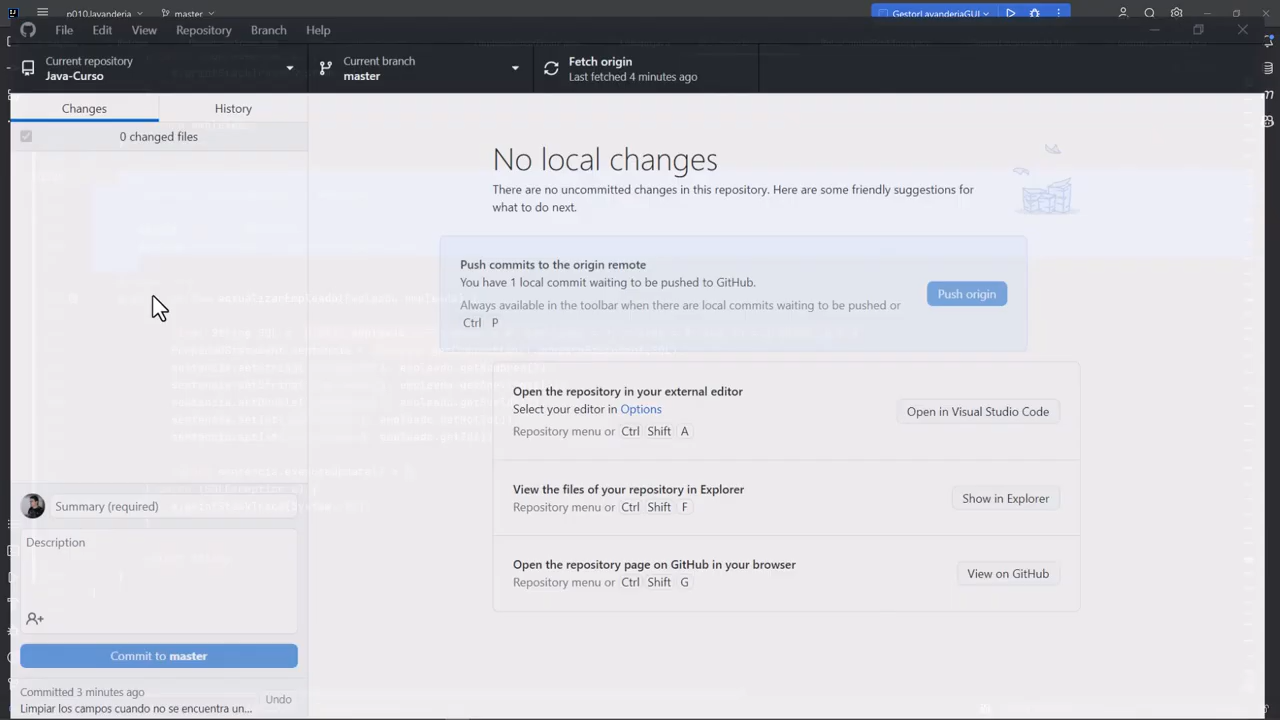 p010.lavanderia
master
GestorLavanderiaGUI
File Edit View Repository Branch Help
Current repository
Java-Curso
Current branch
master
Fetch origin
Last fetched 4 minutes ago
Changes
History
0 changed files
No local changes
There are no uncommitted changes in this repository. Here are some friendly suggestions for
what to do next.
Push commits to the origin remote
You have 1 local commit waiting to be pushed to GitHub.
Always available in the toolbar when there are local commits waiting to be pushed or
Ctrl P
Push origin
Open the repository in your external editor
Select your editor in Options
Repository menu or Ctrl Shift A
Open in Visual Studio Code
View the files of your repository in Explorer
Repository menu or Ctrl Shift F
Show in Explorer
Open the repository page on GitHub in your browser
Repository menu or Ctrl Shift G
View on GitHub
Summary (required)
Description
Commit to master
Committed 3 minutes ago
Limpiar los campos cuando no se encuentra un...
Undo